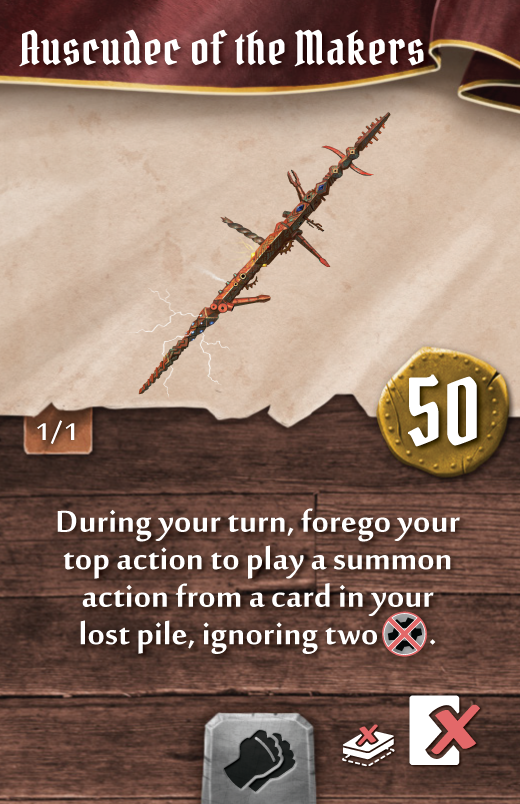 Auscudec of the Makers
1/1
50
During your turn, forego your
top action to play a summon
action from a card in your
lost pile, ignoring two .